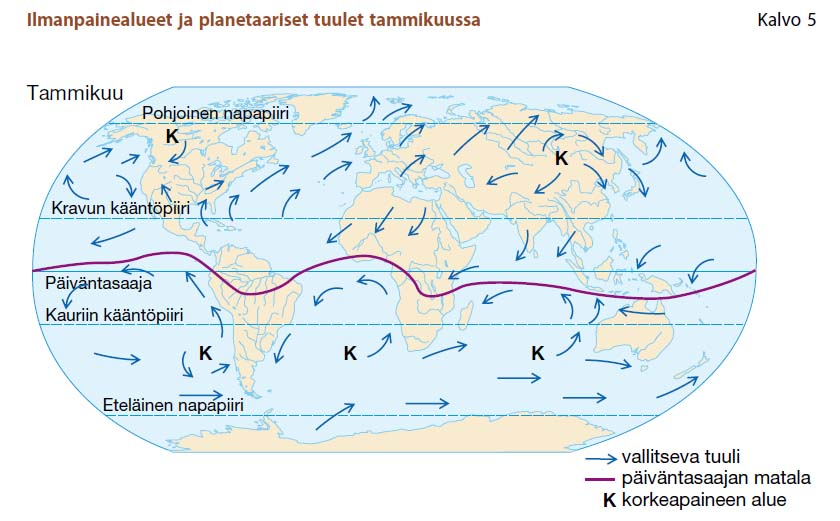 Ilmanpainealueet ja planetaariset tuulet tammikuussa
Kalvo 5
Tammikuu
Pohjoinen napapiiri
K
K
Kravun kääntöpiiri
Päiväntasaaja
Kauriin kääntöpiiri
K
K
K
Eteläinen napapiiri
vallitseva tuuli
päiväntasaajan matala
K korkeapaineen alue